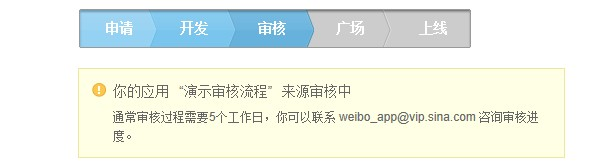 申请 开发 审核 广场 上线
你的应用“演示审核流程”来源审核中
通常审核过程需要5个工作日，你可以联系 weibo_app@vip.sina.com 咨询审核进
度。